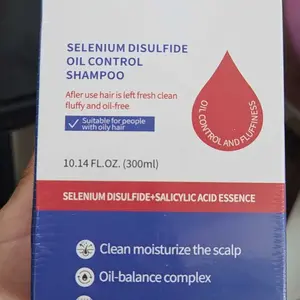 SELENIUM DISULFIDE
OIL CONTROL
SHAMPOO
After use hair is left fresh clean
fluffy and oil-free
Suitable for people
with oily hair
OIL CONTROL AND FLUFFINESS
10.14 FL.OZ. (300ml)
SELENIUM DISULFIDE+SALICYLIC ACID ESSENCE
Clean moisturize the scalp
Oil-balance complex